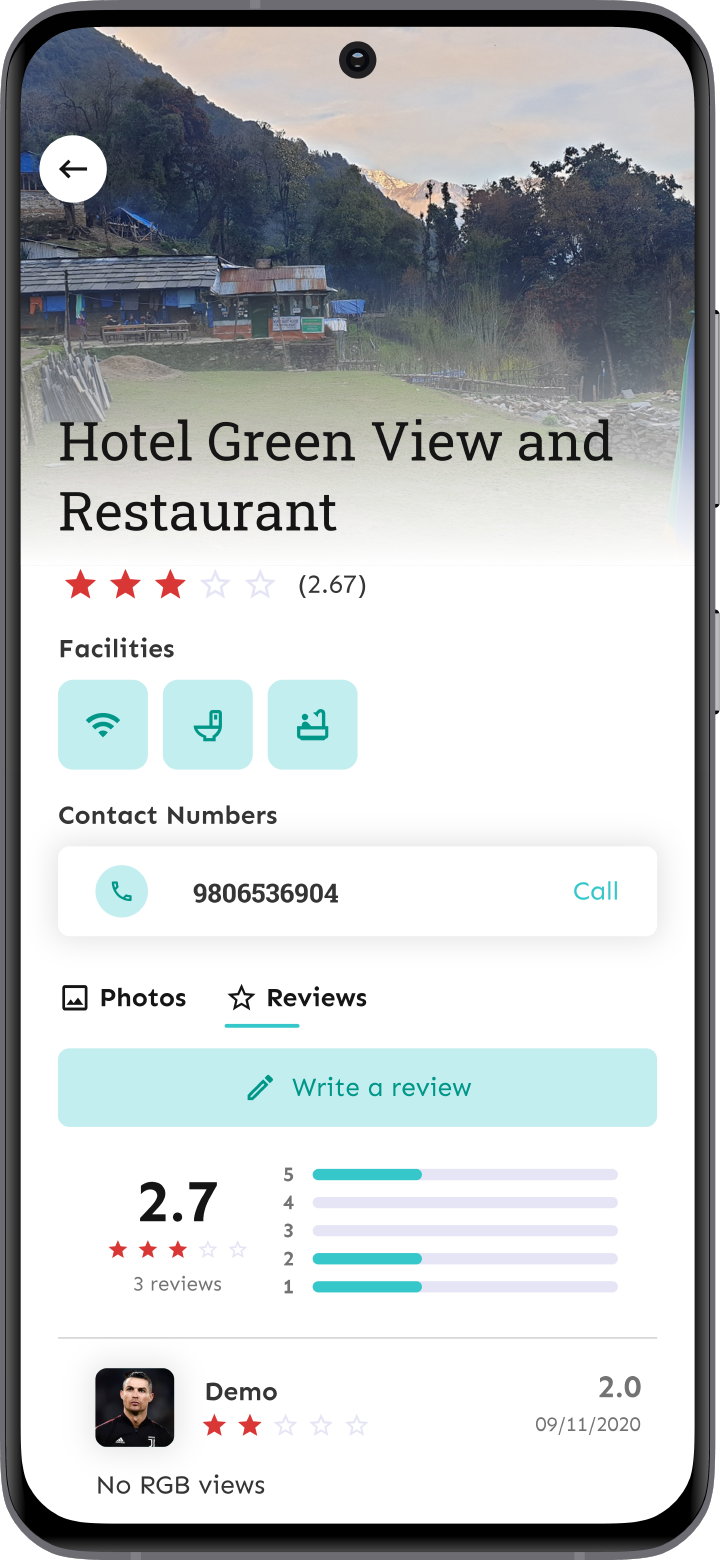 Hotel Green View and
Restaurant
(2.67)
Facilities
Contact Numbers
9806536904
Call
Photos
Reviews
Write a review
5
4
3
2
1
2.7
3 reviews
Demo
2.0
09/11/2020
No RGB views